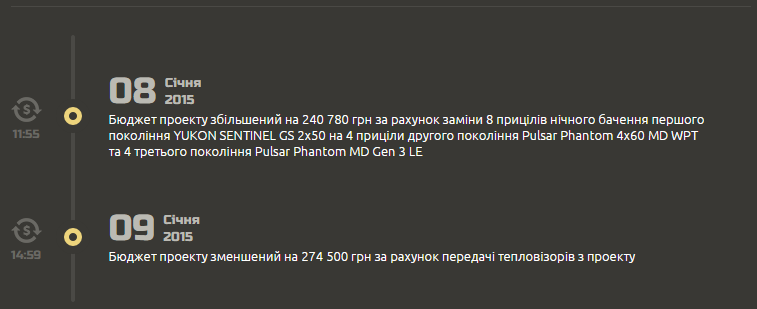 08 Січня
2015
11:55
Бюджет проекту збільшений на 240 780 грн за рахунок заміни 8 прицілів нічного бачення першого
покоління YUKON SENTINEL GS 2x50 на 4 приціли другого покоління Pulsar Phantom 4x60 MD WPT
та 4 третього покоління Pulsar Phantom MD Gen 3 LE
09 Січня
2015
14:59
Бюджет проекту зменшений на 274 500 грн за рахунок передачі тепловізорів з проекту